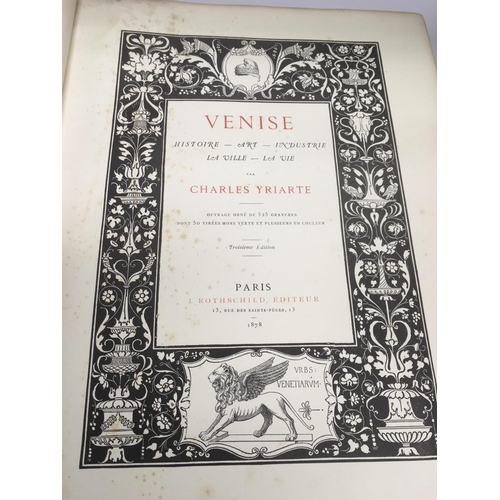 VENISE
HISTOIRE — ART — INDUSTRIE
LA VILLE — LA VIE
PAR
CHARLES YRIARTE
OUVRAGE ORNÉ DE 525 GRAVURES
DONT 50 TIRÉES HORS TEXTE ET PLUSIEURS EN COULEUR
Troisième Édition
PARIS
J. ROTHSCHILD, ÉDITEUR
13, RUE DES SAINTS-PÈRES, 13
1878
VRBS·
VENETIARVM·